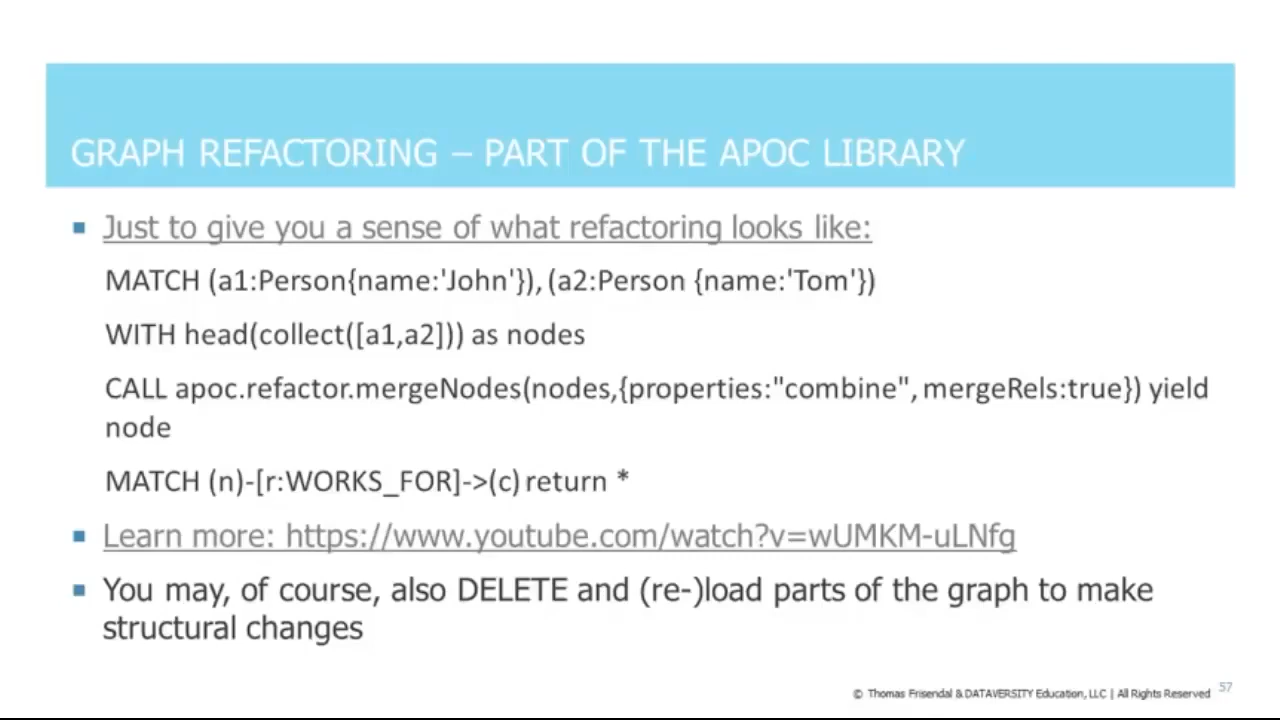 GRAPH REFACTORING – PART OF THE APOC LIBRARY
Just to give you a sense of what refactoring looks like:
MATCH (a1:Person{name:'John'}), (a2:Person {name:'Tom'})
WITH head(collect([a1,a2])) as nodes
CALL apoc.refactor.mergeNodes(nodes,{properties:"combine", mergeRels:true}) yield
node
MATCH (n)-[r:WORKS_FOR]->(c) return *
Learn more: https://www.youtube.com/watch?v=wUMKM-uLNfg
You may, of course, also DELETE and (re-)load parts of the graph to make
structural changes
© Thomas Frisendal & DATAVERSITY Education, LLC | All Rights Reserved
57